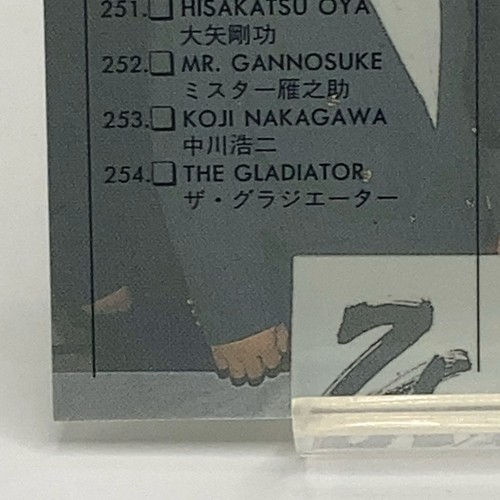 251. HISAKATSU OYA
大矢剛功
252. MR. GANNOSUKE
ミスター雁之助
253. KOJI NAKAGAWA
中川浩二
254. THE GLADIATOR
ザ・グラジエーター